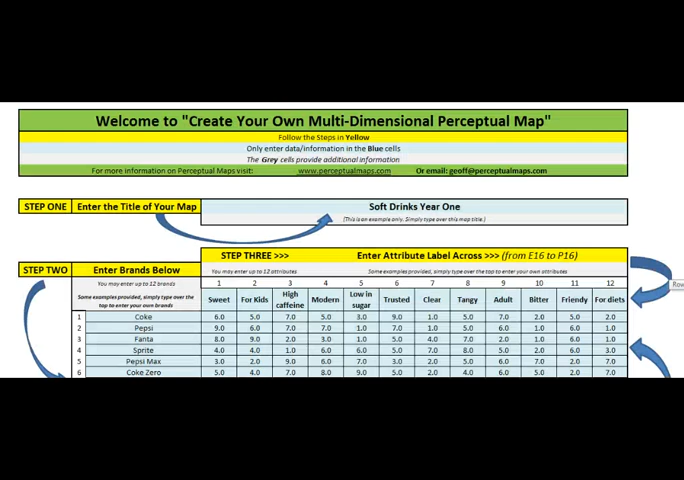 Welcome to "Create Your Own Multi-Dimensional Perceptual Map"
Follow the Steps in Yellow
Only enter data/information in the Blue cells
The Grey cells provide additional information
For more information on Perceptual Maps visit: www.perceptualmaps.com Or email: geoff@perceptualmaps.com
STEP ONE Enter the Title of Your Map Soft Drinks Year One
(This is an example only. Simply type over this map title.)
STEP THREE >>> Enter Attribute Label Across >>> (from E16 to P16)
STEP TWO Enter Brands Below You may enter up to 12 attributes Some examples provided, simply type over the top to enter your own attributes
You may enter up to 12 brands 1 2 3 4 5 6 7 8 9 10 11 12
Some examples provided, simply type over the top to enter your own brands Sweet For Kids High caffeine Modern Low in sugar Trusted Clear Tangy Adult Bitter Friendly For diets
1 Coke 6.0 5.0 7.0 5.0 3.0 9.0 1.0 5.0 7.0 2.0 5.0 2.0
2 Pepsi 9.0 6.0 7.0 7.0 1.0 7.0 1.0 5.0 6.0 1.0 6.0 1.0
3 Fanta 8.0 9.0 2.0 3.0 1.0 5.0 4.0 7.0 2.0 1.0 6.0 1.0
4 Sprite 4.0 4.0 1.0 6.0 6.0 5.0 7.0 8.0 5.0 2.0 6.0 3.0
5 Pepsi Max 3.0 2.0 9.0 6.0 7.0 3.0 2.0 5.0 6.0 7.0 2.0 7.0
6 Coke Zero 5.0 4.0 7.0 8.0 9.0 5.0 2.0 4.0 6.0 5.0 2.0 7.0
Row